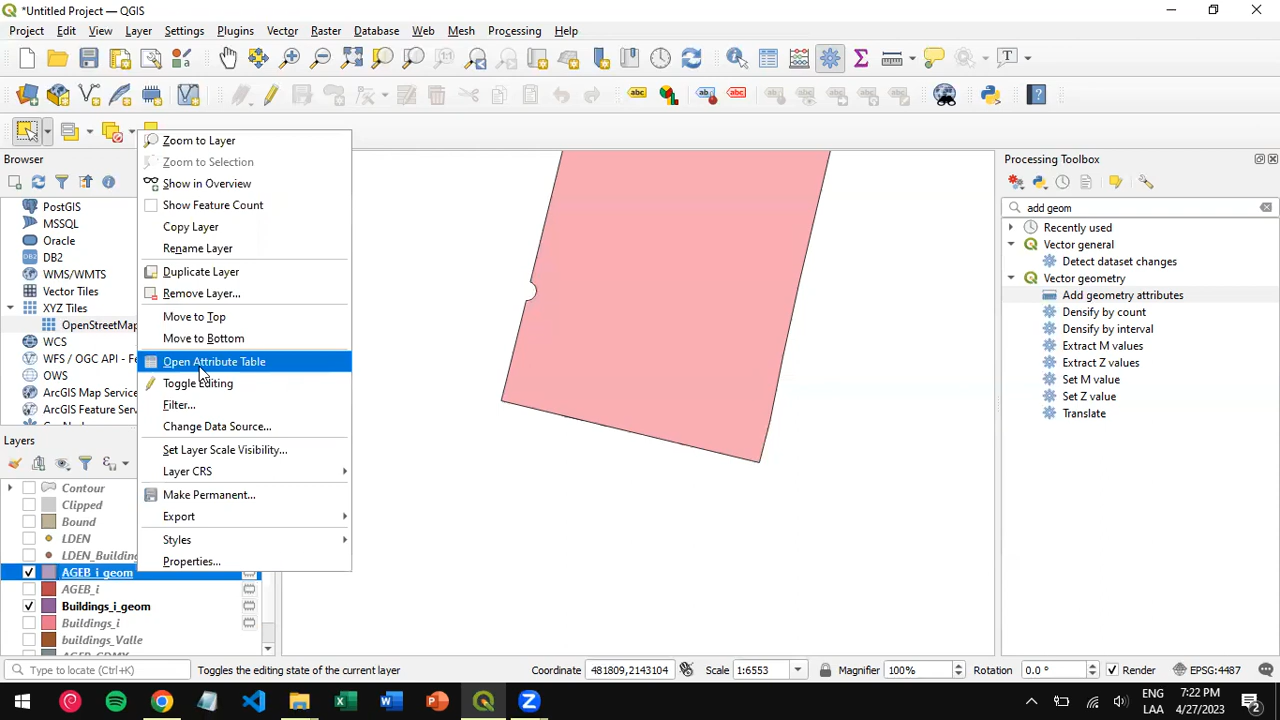 *Untitled Project — QGIS
Project Edit View Layer Settings Plugins Vector Raster Database Web Mesh Processing Help
Browser
PostGIS
MSSQL
Oracle
DB2
WMS/WMTS
Vector Tiles
XYZ Tiles
OpenStreetMap
WCS
WFS / OGC API - Fe
OWS
ArcGIS Map Service
ArcGIS Feature Serv
Layers
Contour
Clipped
Bound
LDEN
LDEN_Building
AGEB_i_geom
AGEB_i
Buildings_i_geom
Buildings_i
buildings_Valle
AGEB_CDMX
Zoom to Layer
Zoom to Selection
Show in Overview
Show Feature Count
Copy Layer
Rename Layer
Duplicate Layer
Remove Layer...
Move to Top
Move to Bottom
Open Attribute Table
Toggle Editing
Filter...
Change Data Source...
Set Layer Scale Visibility...
Layer CRS
Make Permanent...
Export
Styles
Properties...
Processing Toolbox
add geom
Recently used
Vector general
Detect dataset changes
Vector geometry
Add geometry attributes
Densify by count
Densify by interval
Extract M values
Extract Z values
Set M value
Set Z value
Translate
Type to locate (Ctrl+K) Toggles the editing state of the current layer Coordinate 481809,2143104 Scale 1:6553 Magnifier 100% Rotation 0.0 ° Render EPSG:4487
ENG 7:22 PM
LAA 4/27/2023 2